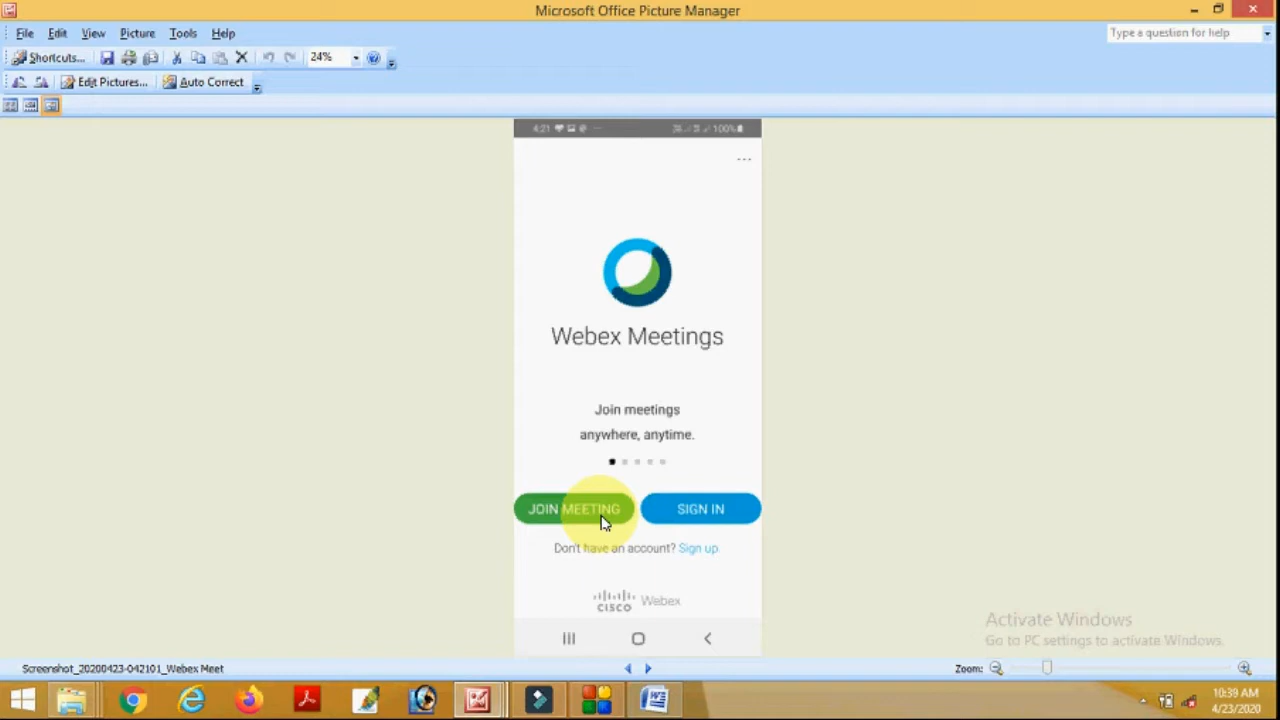 Microsoft Office Picture Manager
File Edit View Picture Tools Help
Type a question for help
Shortcuts... 24%
Edit Pictures... Auto Correct
4:21 100%
Webex Meetings
Join meetings
anywhere, anytime.
JOIN MEETING SIGN IN
Don't have an account? Sign up
CISCO Webex
Activate Windows
Go to PC settings to activate Windows.
Screenshot_20200423-042101_Webex Meet
Zoom:
10:39 AM
4/23/2020